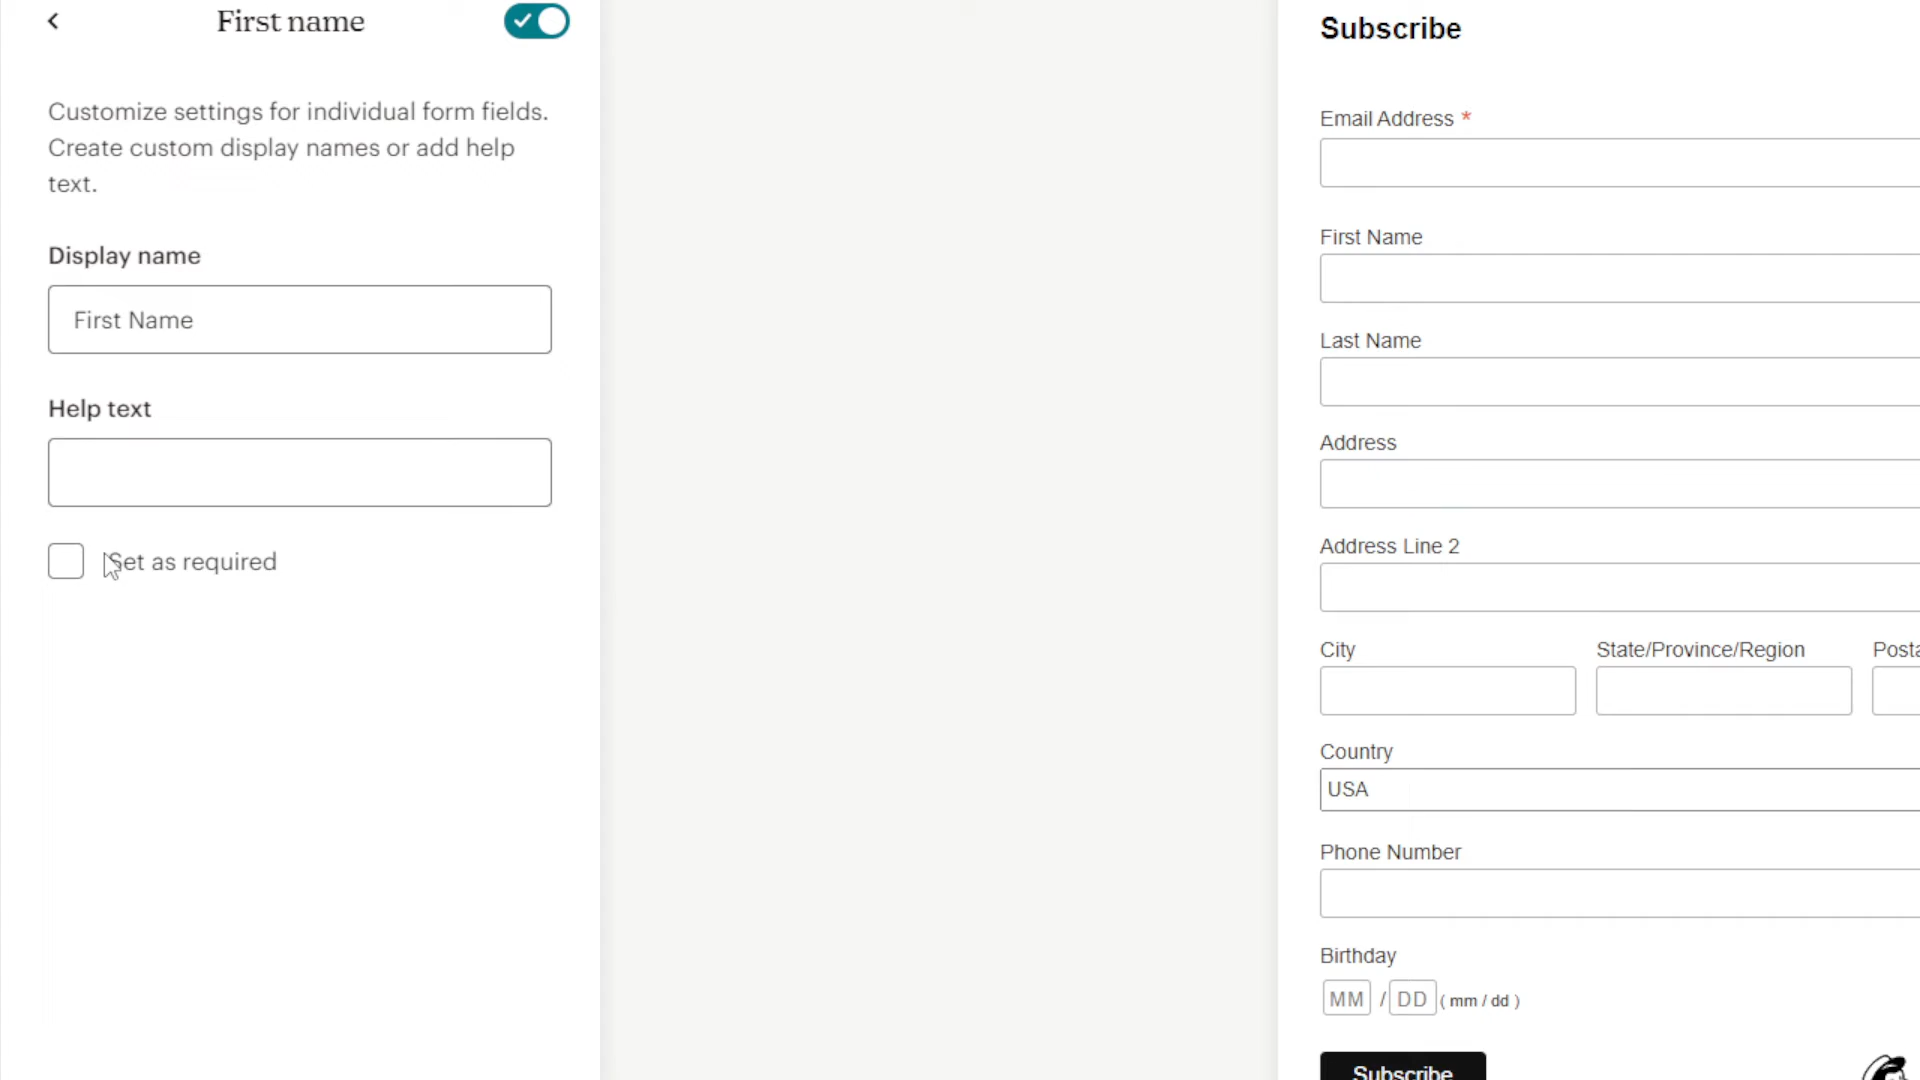 First name
Customize settings for individual form fields.
Create custom display names or add help
text.
Display name
First Name
Help text
Set as required
Subscribe
Email Address *
First Name
Last Name
Address
Address Line 2
City
State/Province/Region
Posta
Country
USA
Phone Number
Birthday
MM / DD ( mm / dd )
Subscribe